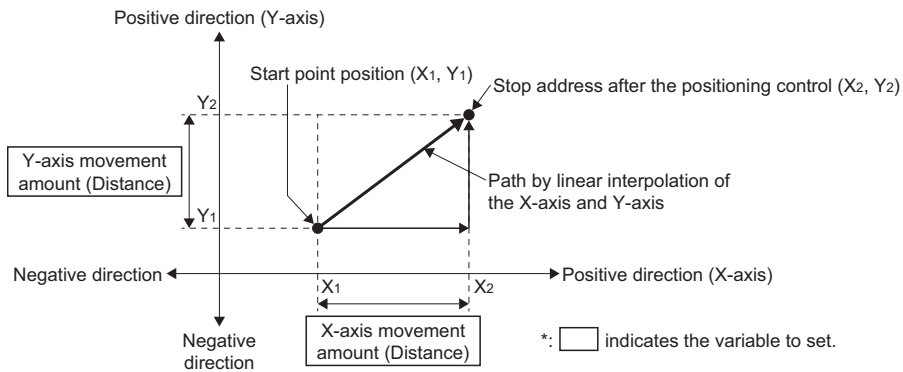 Positive direction (Y-axis)
Start point position (X1, Y1)
Stop address after the positioning control (X2, Y2)
Y2
Y-axis movement
amount (Distance)
Path by linear interpolation of
the X-axis and Y-axis
Y1
Negative direction
Positive direction (X-axis)
X1
X2
Negative
direction
X-axis movement
amount (Distance)
*: indicates the variable to set.